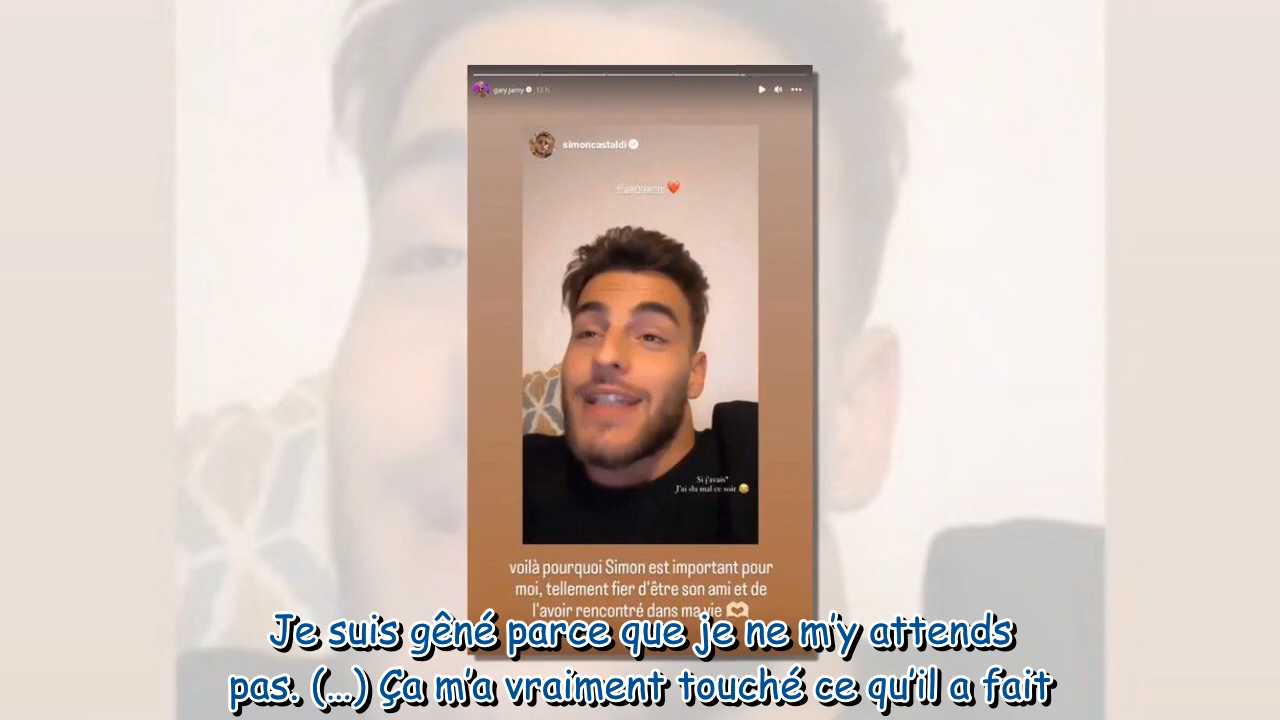 gary.jarny 12 h
simoncastaldi
@garyjarny ❤️
Si j'avais*
J'ai du mal ce soir 😂
voilà pourquoi Simon est important pour
moi, tellement fier d'être son ami et de
l'avoir rencontré dans ma vie 🫶
Je suis gêné parce que je ne m'y attends
pas. (...) Ça m'a vraiment touché ce qu'il a fait